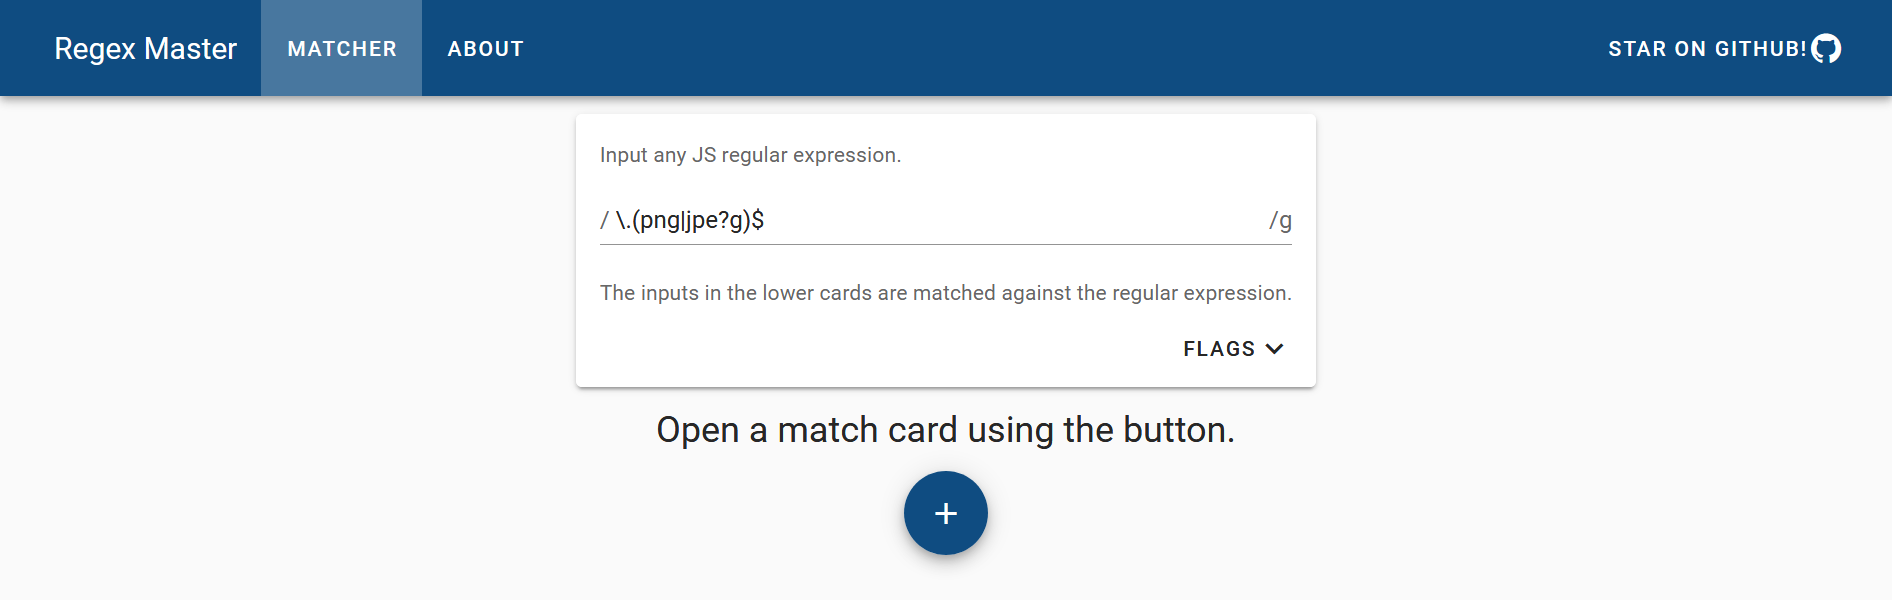 Regex Master MATCHER ABOUT STAR ON GITHUB!
Input any JS regular expression.
/ \.(png|jpe?g)$ /g
The inputs in the lower cards are matched against the regular expression.
FLAGS
Open a match card using the button.
+